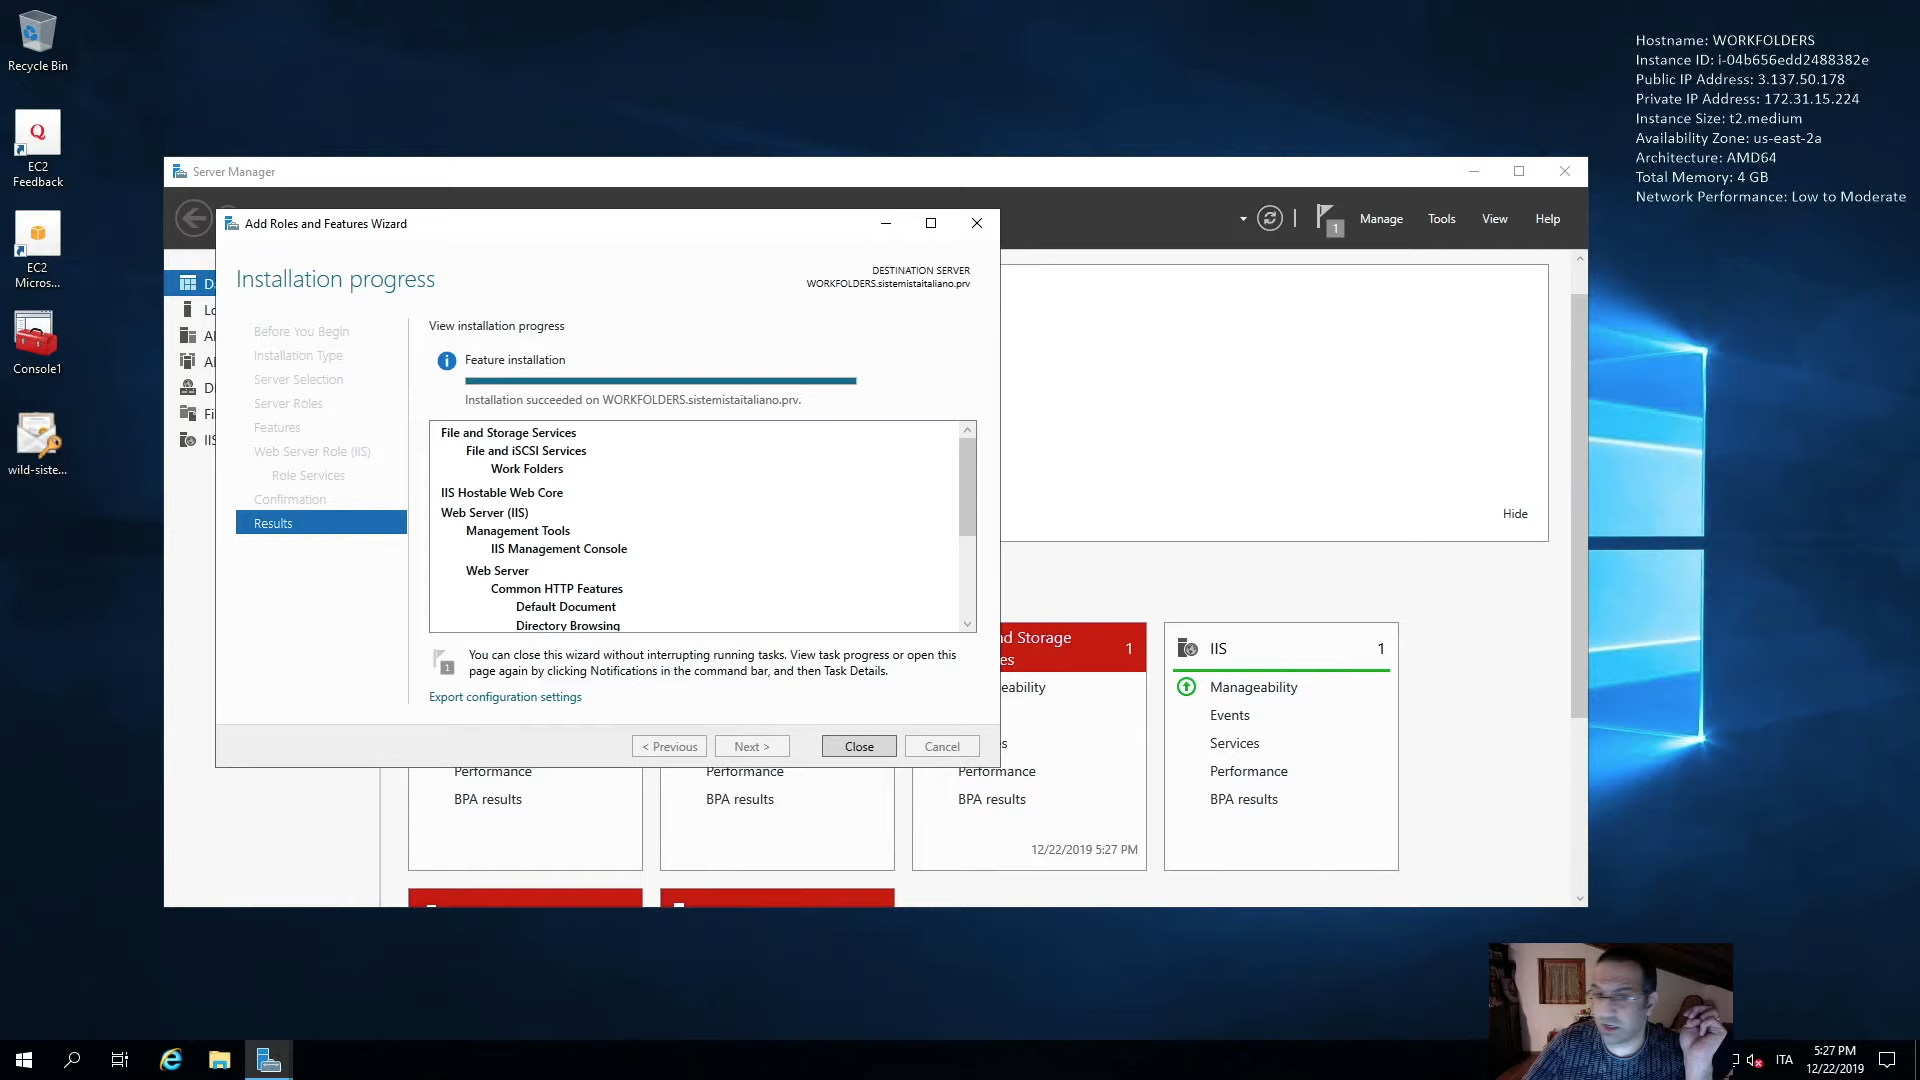 Recycle Bin
EC2
Feedback
EC2
Micros...
Console1
wild-siste...
Hostname: WORKFOLDERS
Instance ID: i-04b656edd2488382e
Public IP Address: 3.137.50.178
Private IP Address: 172.31.15.224
Instance Size: t2.medium
Availability Zone: us-east-2a
Architecture: AMD64
Total Memory: 4 GB
Network Performance: Low to Moderate
Server Manager
1
Manage
Tools
View
Help
Add Roles and Features Wizard
Installation progress
DESTINATION SERVER
WORKFOLDERS.sistemistaitaliano.prv
Before You Begin
Installation Type
Server Selection
Server Roles
Features
Web Server Role (IIS)
Role Services
Confirmation
Results
View installation progress
Feature installation
Installation succeeded on WORKFOLDERS.sistemistaitaliano.prv.
File and Storage Services
File and iSCSI Services
Work Folders
IIS Hostable Web Core
Web Server (IIS)
Management Tools
IIS Management Console
Web Server
Common HTTP Features
Default Document
Directory Browsing
1
You can close this wizard without interrupting running tasks. View task progress or open this
page again by clicking Notifications in the command bar, and then Task Details.
Export configuration settings
< Previous
Next >
Close
Cancel
Hide
Storage
1
IIS
1
Manageability
Events
Services
Performance
BPA results
Performance
BPA results
Performance
BPA results
Performance
BPA results
12/22/2019 5:27 PM
ITA
5:27 PM
12/22/2019